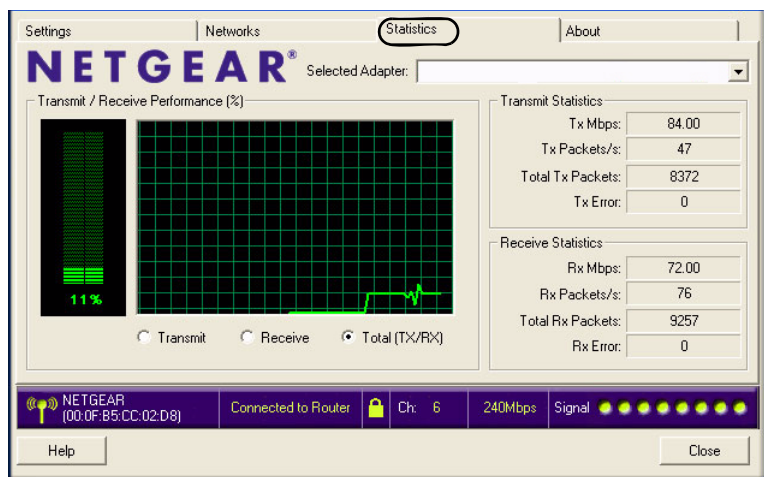 Settings Networks Statistics About
NETGEAR® Selected Adapter:
Transmit / Receive Performance (%)
11%
Transmit Receive Total (TX/RX)
Transmit Statistics
Tx Mbps: 84.00
Tx Packets/s: 47
Total Tx Packets: 8372
Tx Error: 0
Receive Statistics
Rx Mbps: 72.00
Rx Packets/s: 76
Total Rx Packets: 9257
Rx Error: 0
NETGEAR
(00:0F:B5:CC:02:D8)
Connected to Router Ch: 6 240Mbps Signal
Help Close